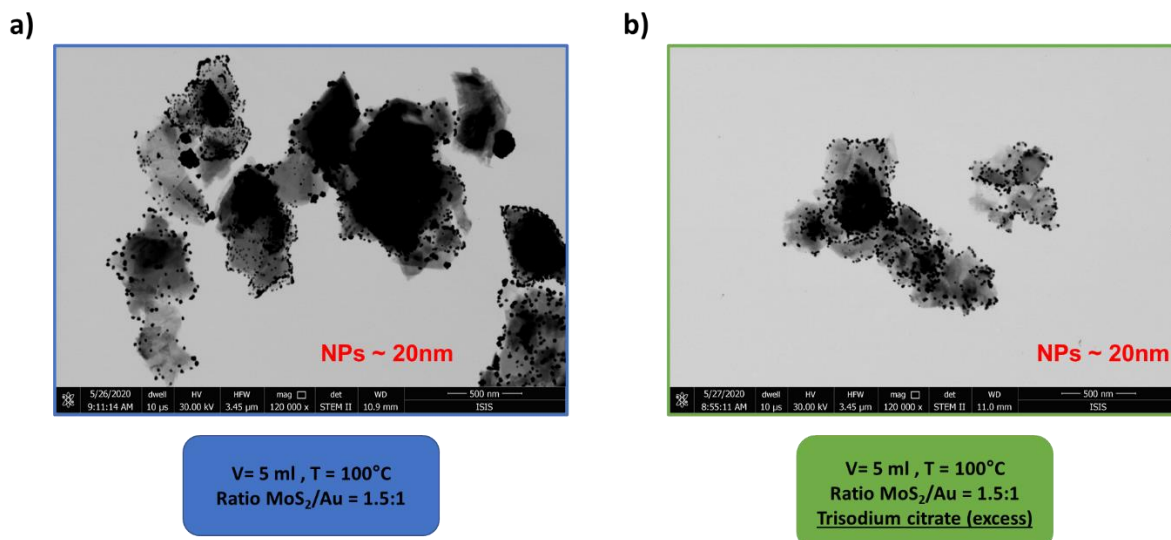 a)
NPs ~ 20nm
5/26/2020 dwell HV HFW mag det WD 500 nm
9:11:14 AM 10 µs 30.00 kV 3.45 µm 120 000 x STEM II 10.9 mm ISIS
V= 5 ml , T = 100°C
Ratio MoS₂/Au = 1.5:1
b)
NPs ~ 20nm
5/27/2020 dwell HV HFW mag det WD 500 nm
8:55:11 AM 10 µs 30.00 kV 3.45 µm 120 000 x STEM II 11.0 mm ISIS
V= 5 ml , T = 100°C
Ratio MoS₂/Au = 1.5:1
Trisodium citrate (excess)